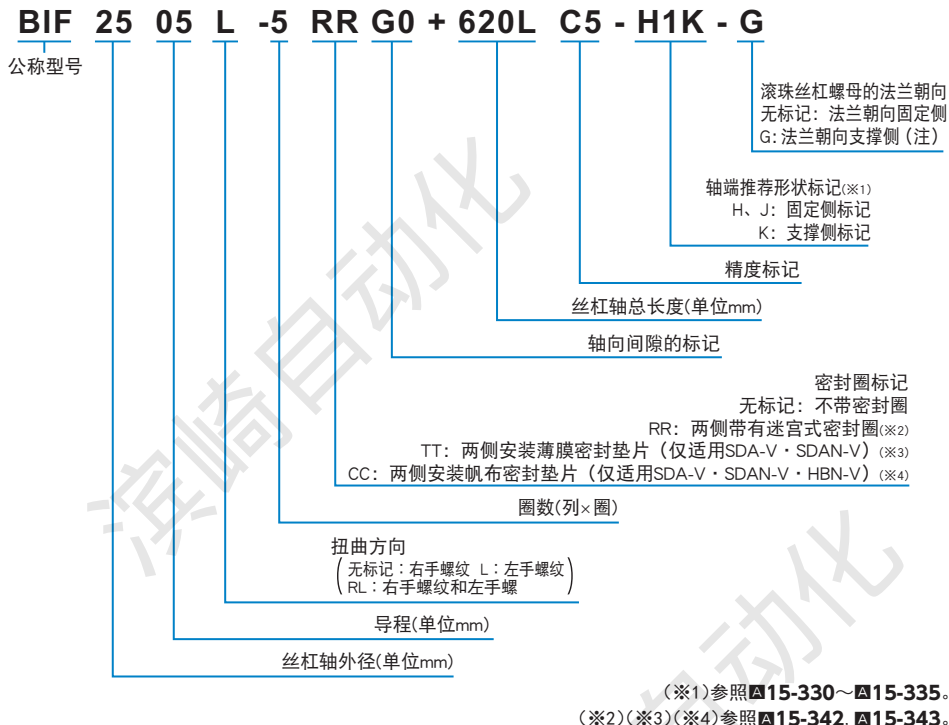 BIF 25 05 L -5 RR G0 + 620L C5 - H1K - G
公称型号
滚珠丝杠螺母的法兰朝向
无标记：法兰朝向固定侧
G:法兰朝向支撑侧（注）
轴端推荐形状标记(※1)
H、J：固定侧标记
K：支撑侧标记
精度标记
丝杠轴总长度(单位mm)
轴向间隙的标记
密封圈标记
无标记：不带密封圈
RR：两侧带有迷宫式密封圈(※2)
TT：两侧安装薄膜密封垫片（仅适用SDA-V・SDAN-V）(※3)
CC：两侧安装帆布密封垫片（仅适用SDA-V・SDAN-V・HBN-V）(※4)
圈数(列×圈)
扭曲方向
(无标记：右手螺纹 L：左手螺纹
RL：右手螺纹和左手螺)
导程(单位mm)
丝杠轴外径(单位mm)
(※1)参照A15-330～A15-335。
(※2)(※3)(※4)参照A15-342, A15-343。
滨崎自动化
自动化